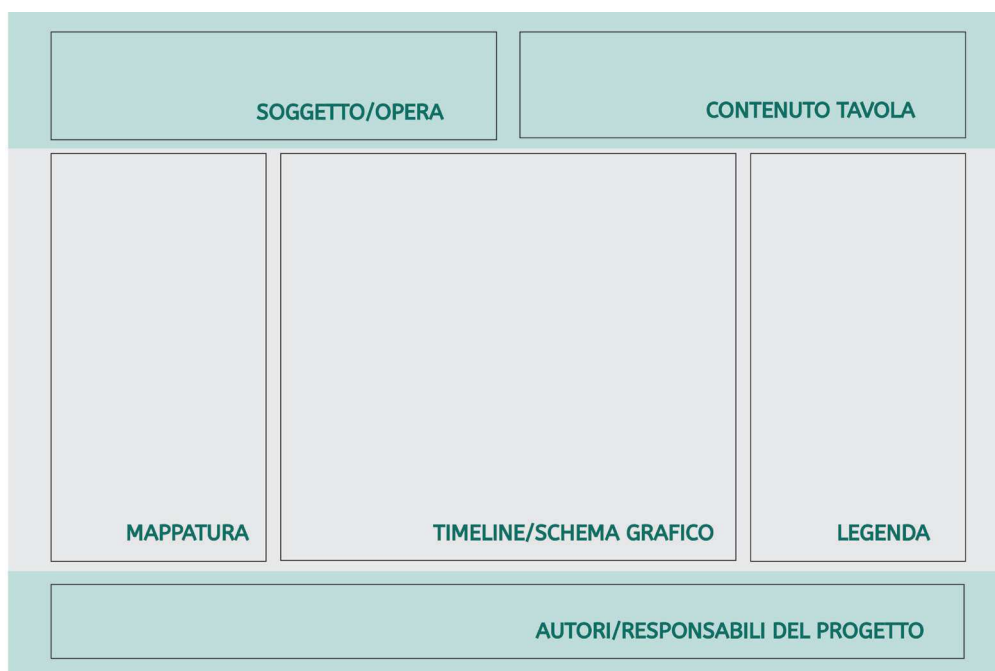 SOGGETTO/OPERA
CONTENUTO TAVOLA
MAPPATURA
TIMELINE/SCHEMA GRAFICO
LEGENDA
AUTORI/RESPONSABILI DEL PROGETTO